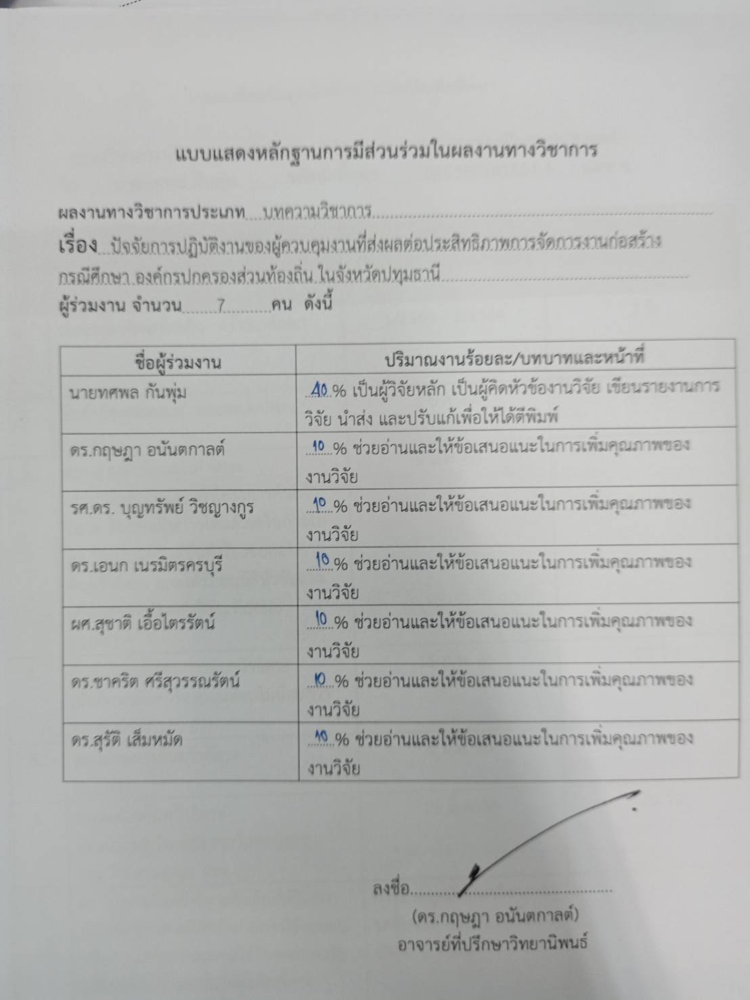 แบบแสดงหลักฐานการมีส่วนร่วมในผลงานทางวิชาการ
ผลงานทางวิชาการประเภท....บทความวิชาการ....
เรื่อง...ปัจจัยการปฏิบัติงานของผู้ควบคุมงานที่ส่งผลต่อประสิทธิภาพการจัดการงานก่อสร้าง
กรณีศึกษา องค์กรปกครองส่วนท้องถิ่น ในจังหวัดปทุมธานี....
ผู้ร่วมงาน จำนวน.......7.........คน ดังนี้
ชื่อผู้ร่วมงาน ปริมาณงานร้อยละ/บทบาทและหน้าที่
นายทศพล กันพุ่ม ...40...% เป็นผู้วิจัยหลัก เป็นผู้คิดหัวข้องานวิจัย เขียนรายงานการ
วิจัย นำส่ง และปรับแก้เพื่อให้ได้ตีพิมพ์
ดร.กฤษฎา อนันตกาลต์ ...10...% ช่วยอ่านและให้ข้อเสนอแนะในการเพิ่มคุณภาพของ
งานวิจัย
รศ.ดร. บุญทรัพย์ วิชญางกูร ...10...% ช่วยอ่านและให้ข้อเสนอแนะในการเพิ่มคุณภาพของ
งานวิจัย
ดร.เอนก เนรมิตรครบุรี ...10...% ช่วยอ่านและให้ข้อเสนอแนะในการเพิ่มคุณภาพของ
งานวิจัย
ผศ.สุชาติ เอื้อไตรรัตน์ ...10...% ช่วยอ่านและให้ข้อเสนอแนะในการเพิ่มคุณภาพของ
งานวิจัย
ดร.ชาคริต ศรีสุวรรณรัตน์ ...10...% ช่วยอ่านและให้ข้อเสนอแนะในการเพิ่มคุณภาพของ
งานวิจัย
ดร.สุรัติ เส็มหมัด ...10...% ช่วยอ่านและให้ข้อเสนอแนะในการเพิ่มคุณภาพของ
งานวิจัย
ลงชื่อ..........................................
(ดร.กฤษฎา อนันตกาลต์)
อาจารย์ที่ปรึกษาวิทยานิพนธ์